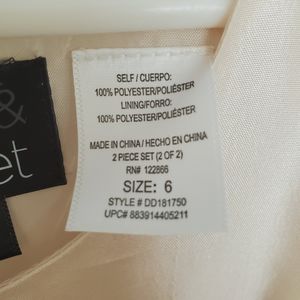 &
et
SELF / CUERPO:
100% POLYESTER/POLIÉSTER
LINING/FORRO:
100% POLYESTER/POLIÉSTER
MADE IN CHINA / HECHO EN CHINA
2 PIECE SET (2 OF 2)
RN# 122866
SIZE: 6
STYLE # DD181750
UPC# 883914405211